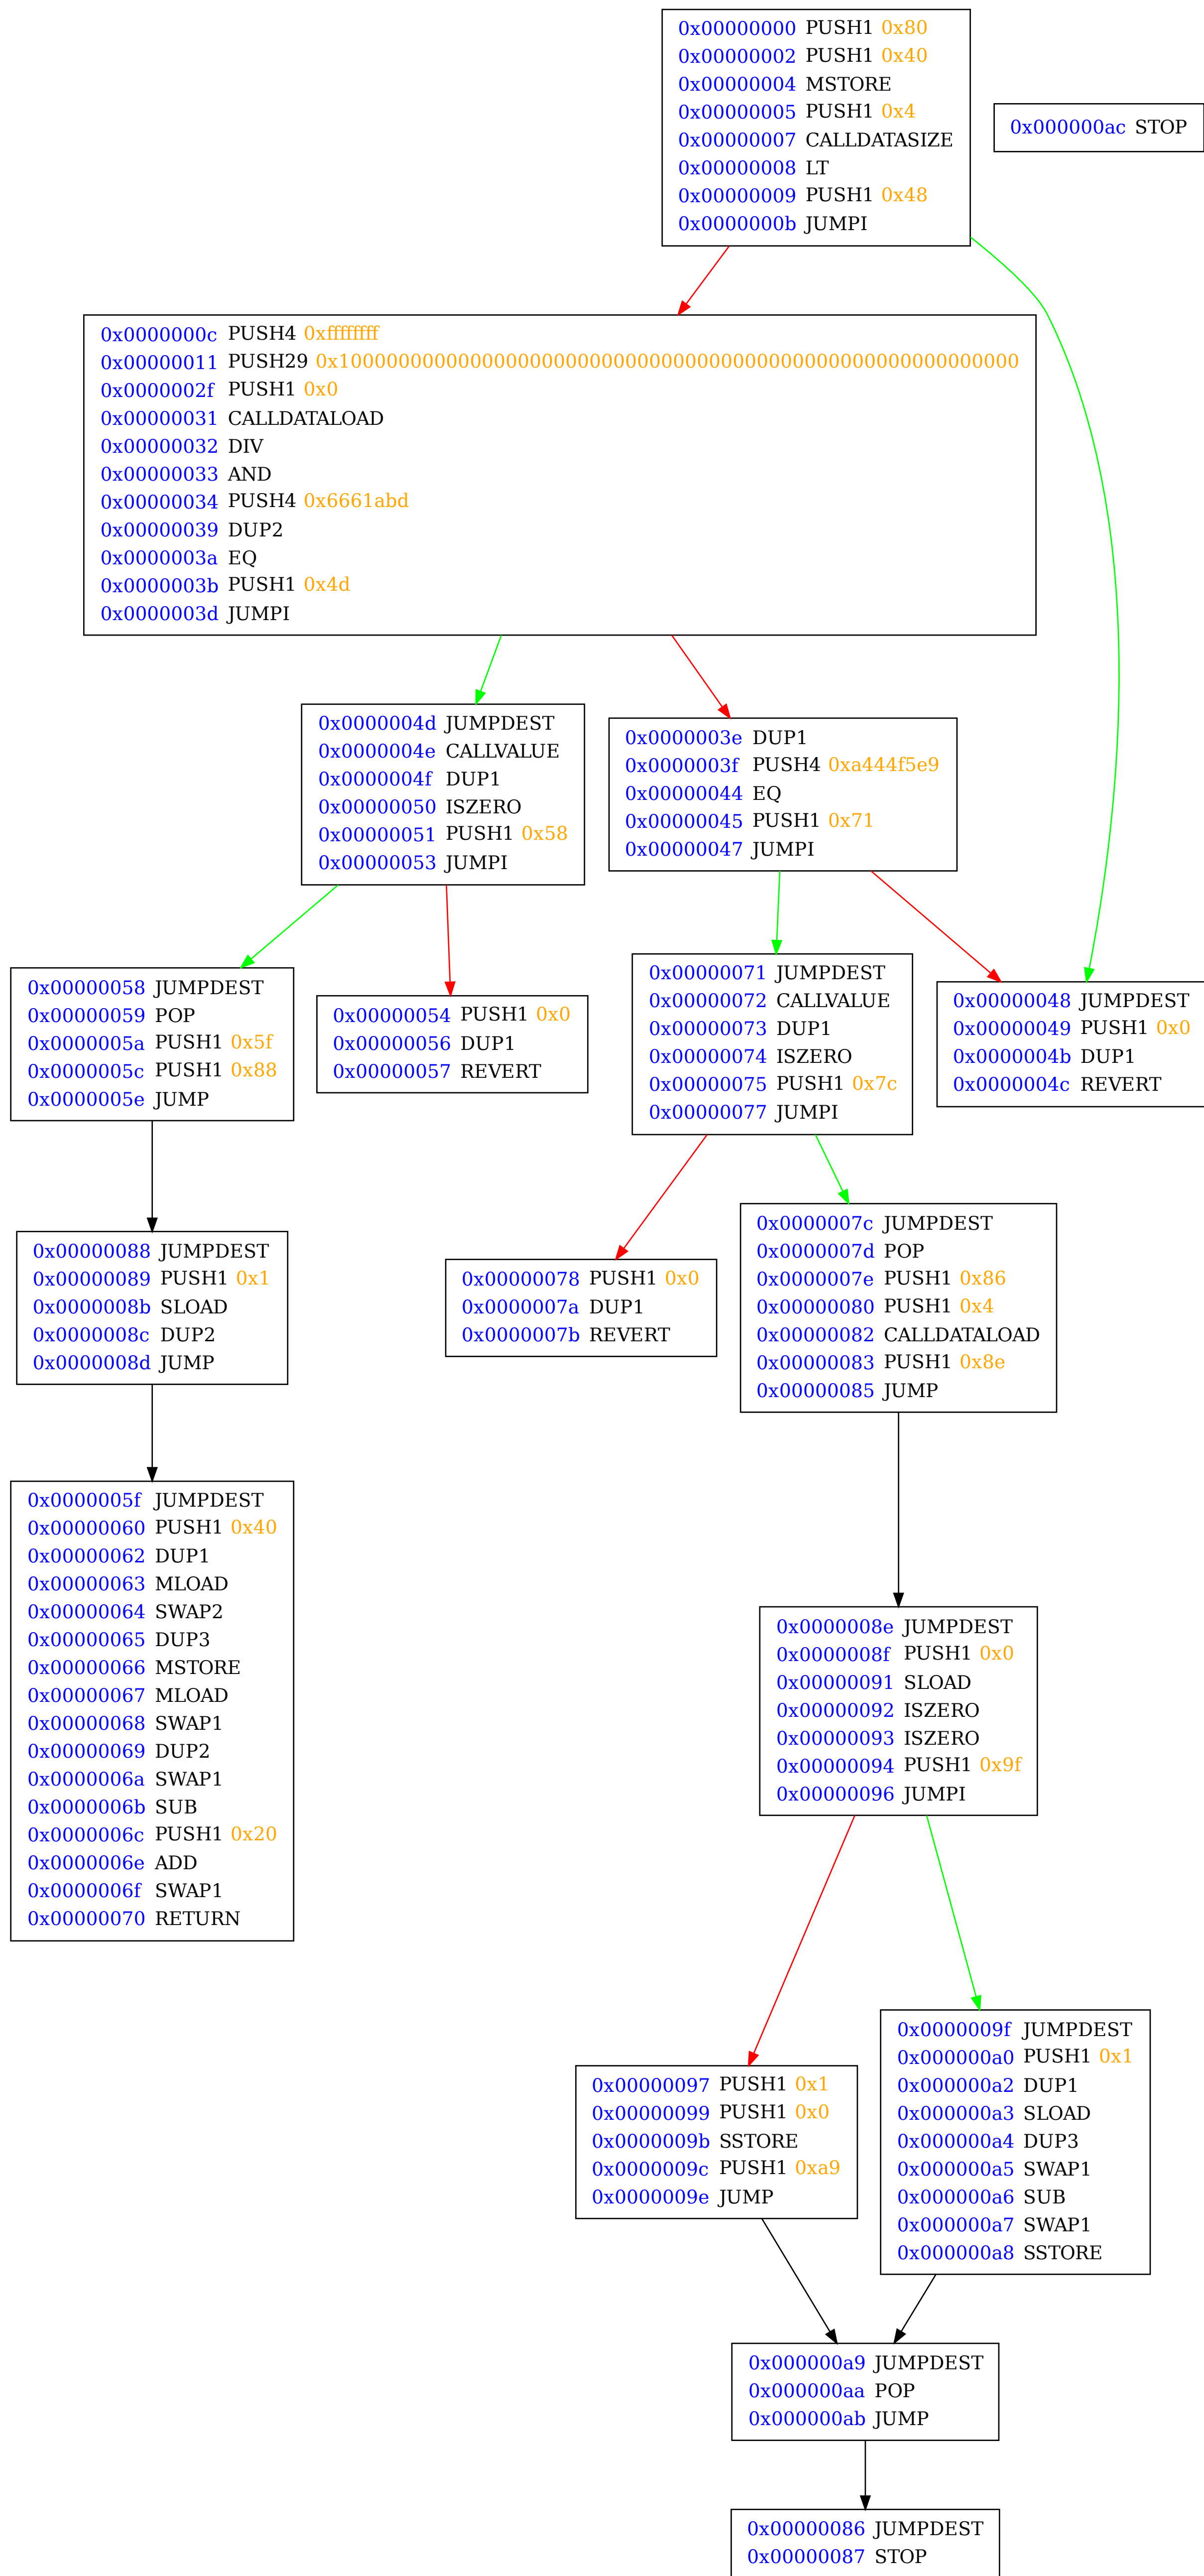 0x00000000 PUSH1 0x80
0x00000002 PUSH1 0x40
0x00000004 MSTORE
0x00000005 PUSH1 0x4
0x00000007 CALLDATASIZE
0x00000008 LT
0x00000009 PUSH1 0x48
0x0000000b JUMPI
0x000000ac STOP
0x0000000c PUSH4 0xffffffff
0x00000011 PUSH29 0x100000000000000000000000000000000000000000000000000000000
0x0000002f PUSH1 0x0
0x00000031 CALLDATALOAD
0x00000032 DIV
0x00000033 AND
0x00000034 PUSH4 0x6661abd
0x00000039 DUP2
0x0000003a EQ
0x0000003b PUSH1 0x4d
0x0000003d JUMPI
0x0000004d JUMPDEST
0x0000004e CALLVALUE
0x0000004f DUP1
0x00000050 ISZERO
0x00000051 PUSH1 0x58
0x00000053 JUMPI
0x0000003e DUP1
0x0000003f PUSH4 0xa444f5e9
0x00000044 EQ
0x00000045 PUSH1 0x71
0x00000047 JUMPI
0x00000058 JUMPDEST
0x00000059 POP
0x0000005a PUSH1 0x5f
0x0000005c PUSH1 0x88
0x0000005e JUMP
0x00000054 PUSH1 0x0
0x00000056 DUP1
0x00000057 REVERT
0x00000071 JUMPDEST
0x00000072 CALLVALUE
0x00000073 DUP1
0x00000074 ISZERO
0x00000075 PUSH1 0x7c
0x00000077 JUMPI
0x00000048 JUMPDEST
0x00000049 PUSH1 0x0
0x0000004b DUP1
0x0000004c REVERT
0x00000088 JUMPDEST
0x00000089 PUSH1 0x1
0x0000008b SLOAD
0x0000008c DUP2
0x0000008d JUMP
0x00000078 PUSH1 0x0
0x0000007a DUP1
0x0000007b REVERT
0x0000007c JUMPDEST
0x0000007d POP
0x0000007e PUSH1 0x86
0x00000080 PUSH1 0x4
0x00000082 CALLDATALOAD
0x00000083 PUSH1 0x8e
0x00000085 JUMP
0x0000005f JUMPDEST
0x00000060 PUSH1 0x40
0x00000062 DUP1
0x00000063 MLOAD
0x00000064 SWAP2
0x00000065 DUP3
0x00000066 MSTORE
0x00000067 MLOAD
0x00000068 SWAP1
0x00000069 DUP2
0x0000006a SWAP1
0x0000006b SUB
0x0000006c PUSH1 0x20
0x0000006e ADD
0x0000006f SWAP1
0x00000070 RETURN
0x0000008e JUMPDEST
0x0000008f PUSH1 0x0
0x00000091 SLOAD
0x00000092 ISZERO
0x00000093 ISZERO
0x00000094 PUSH1 0x9f
0x00000096 JUMPI
0x00000097 PUSH1 0x1
0x00000099 PUSH1 0x0
0x0000009b SSTORE
0x0000009c PUSH1 0xa9
0x0000009e JUMP
0x0000009f JUMPDEST
0x000000a0 PUSH1 0x1
0x000000a2 DUP1
0x000000a3 SLOAD
0x000000a4 DUP3
0x000000a5 SWAP1
0x000000a6 SUB
0x000000a7 SWAP1
0x000000a8 SSTORE
0x000000a9 JUMPDEST
0x000000aa POP
0x000000ab JUMP
0x00000086 JUMPDEST
0x00000087 STOP